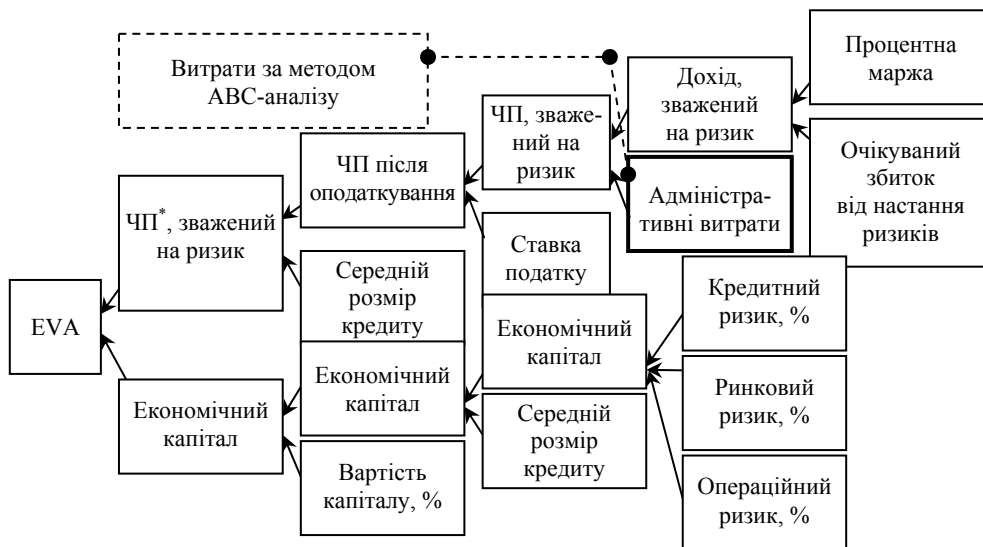 Витрати за методом
АВС-аналізу
Процентна
маржа
Дохід,
зважений
на ризик
ЧП, зваже-
ний на
ризик
ЧП після
оподаткування
Очікуваний
збиток
від настання
ризиків
Адміністра-
тивні витрати
ЧП*, зважений
на ризик
Ставка
податку
Середній
розмір
кредиту
EVA
Кредитний
ризик, %
Економічний
капітал
Економічний
капітал
Економічний
капітал
Ринковий
ризик, %
Середній
розмір
кредиту
Вартість
капіталу, %
Операційний
ризик, %